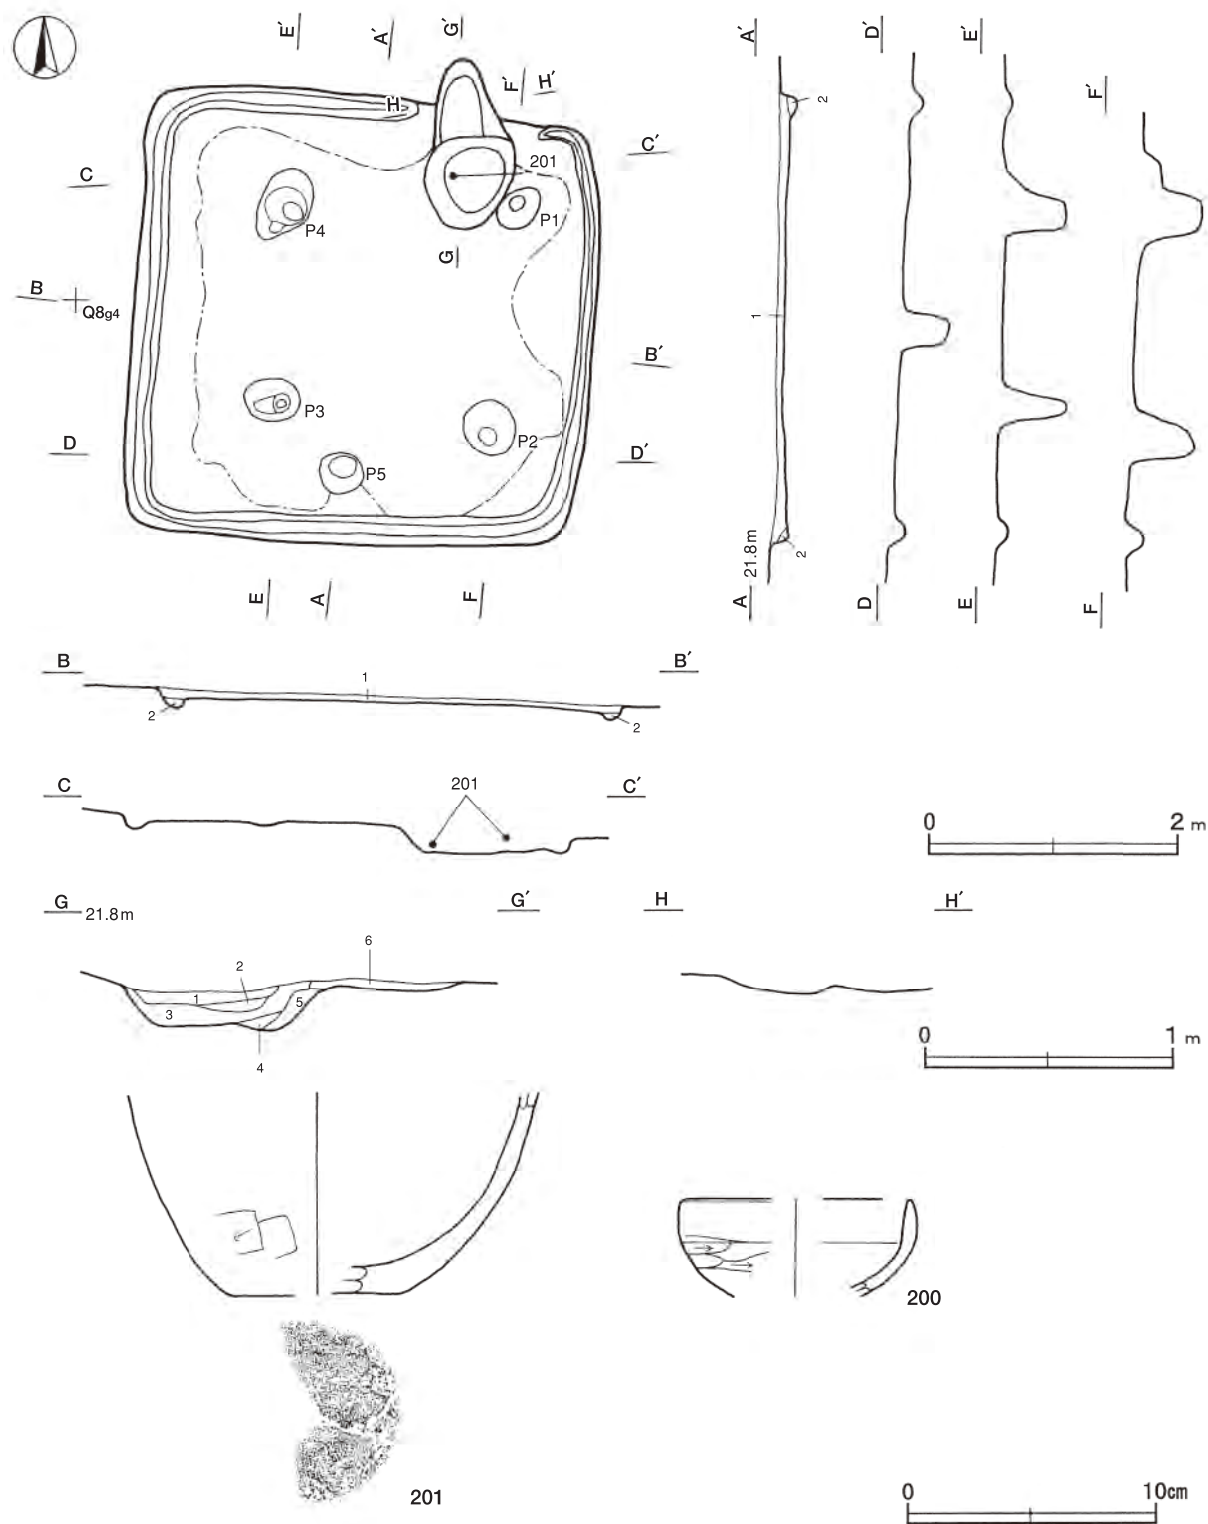 E′ A′ G′ F′ H′
H
C C′
201
P1
P4
G
B Q8g4
B′
P3
P2
D D′
P5
E A F
A′ D′ E′ F′
2
1
2
21.8m
A D E F
B B′
1
2 2
C C′
201
0 2 m
G 21.8m G′
H H′
6
2
1
5
3
4
0 1 m
200
201
0 10cm